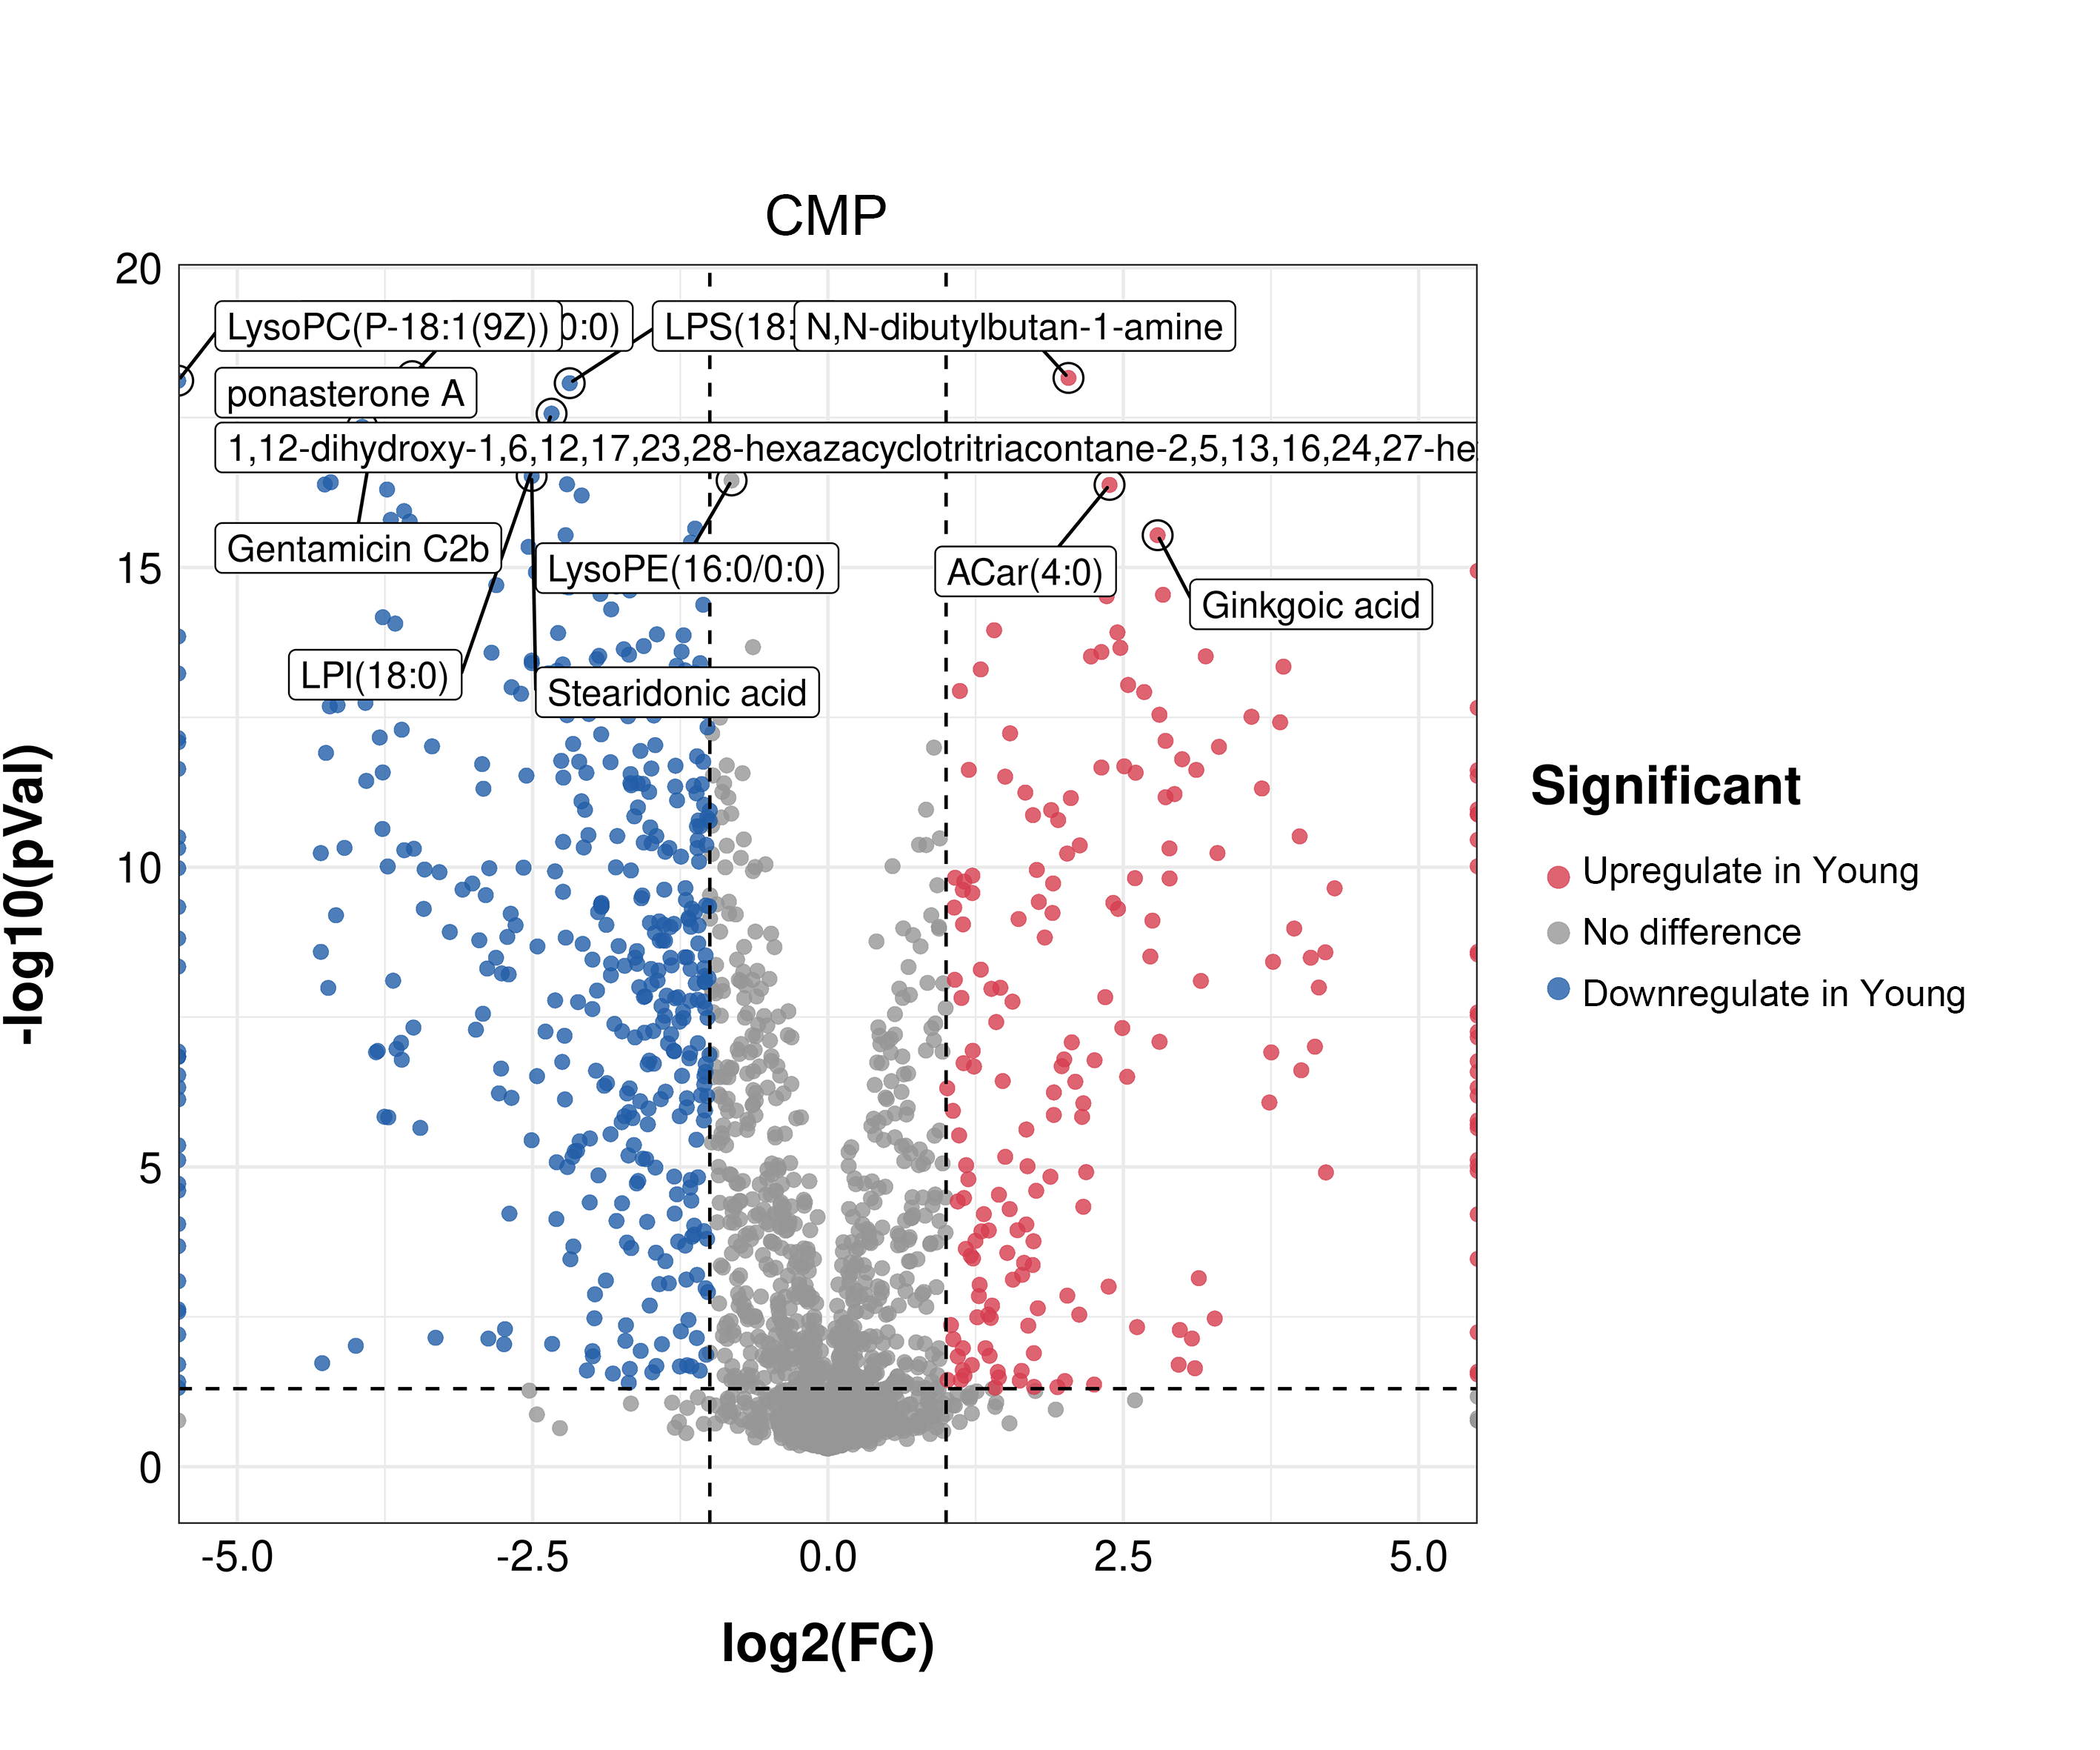 CMP
20
LysoPC(P-18:1(9Z))
0:0)
LPS(18:
N,N-dibutylbutan-1-amine
ponasterone A
1,12-dihydroxy-1,6,12,17,23,28-hexazacyclotritriacontane-2,5,13,16,24,27-he
Gentamicin C2b
LysoPE(16:0/0:0)
ACar(4:0)
15
Ginkgoic acid
LPI(18:0)
Stearidonic acid
10
5
0
-log10(pVal)
-5.0
-2.5
0.0
2.5
5.0
log2(FC)
Significant
Upregulate in Young
No difference
Downregulate in Young